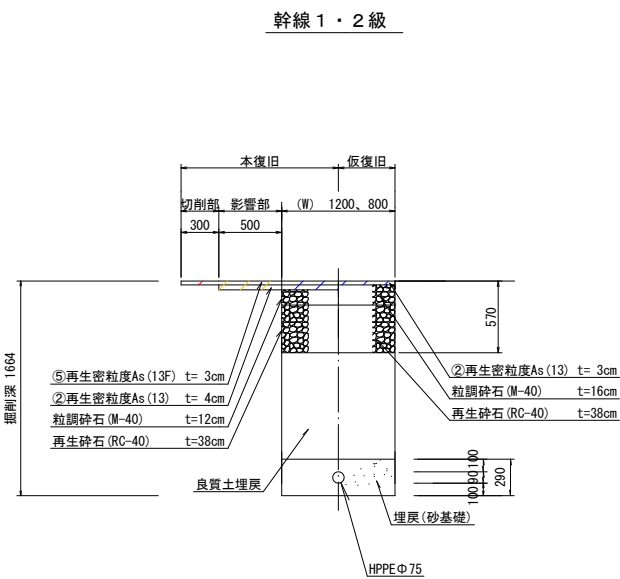 幹線1・2級
本復旧
仮復旧
切削部
影響部
(W) 1200、800
300
500
掘削深 1664
570
⑤再生密粒度As(13F) t= 3cm
②再生密粒度As(13) t= 4cm
粒調砕石(M-40) t=12cm
再生砕石(RC-40) t=38cm
②再生密粒度As(13) t= 3cm
粒調砕石(M-40) t=16cm
再生砕石(RC-40) t=38cm
良質土埋戻
100
90
100
290
埋戻(砂基礎)
HPPEΦ75